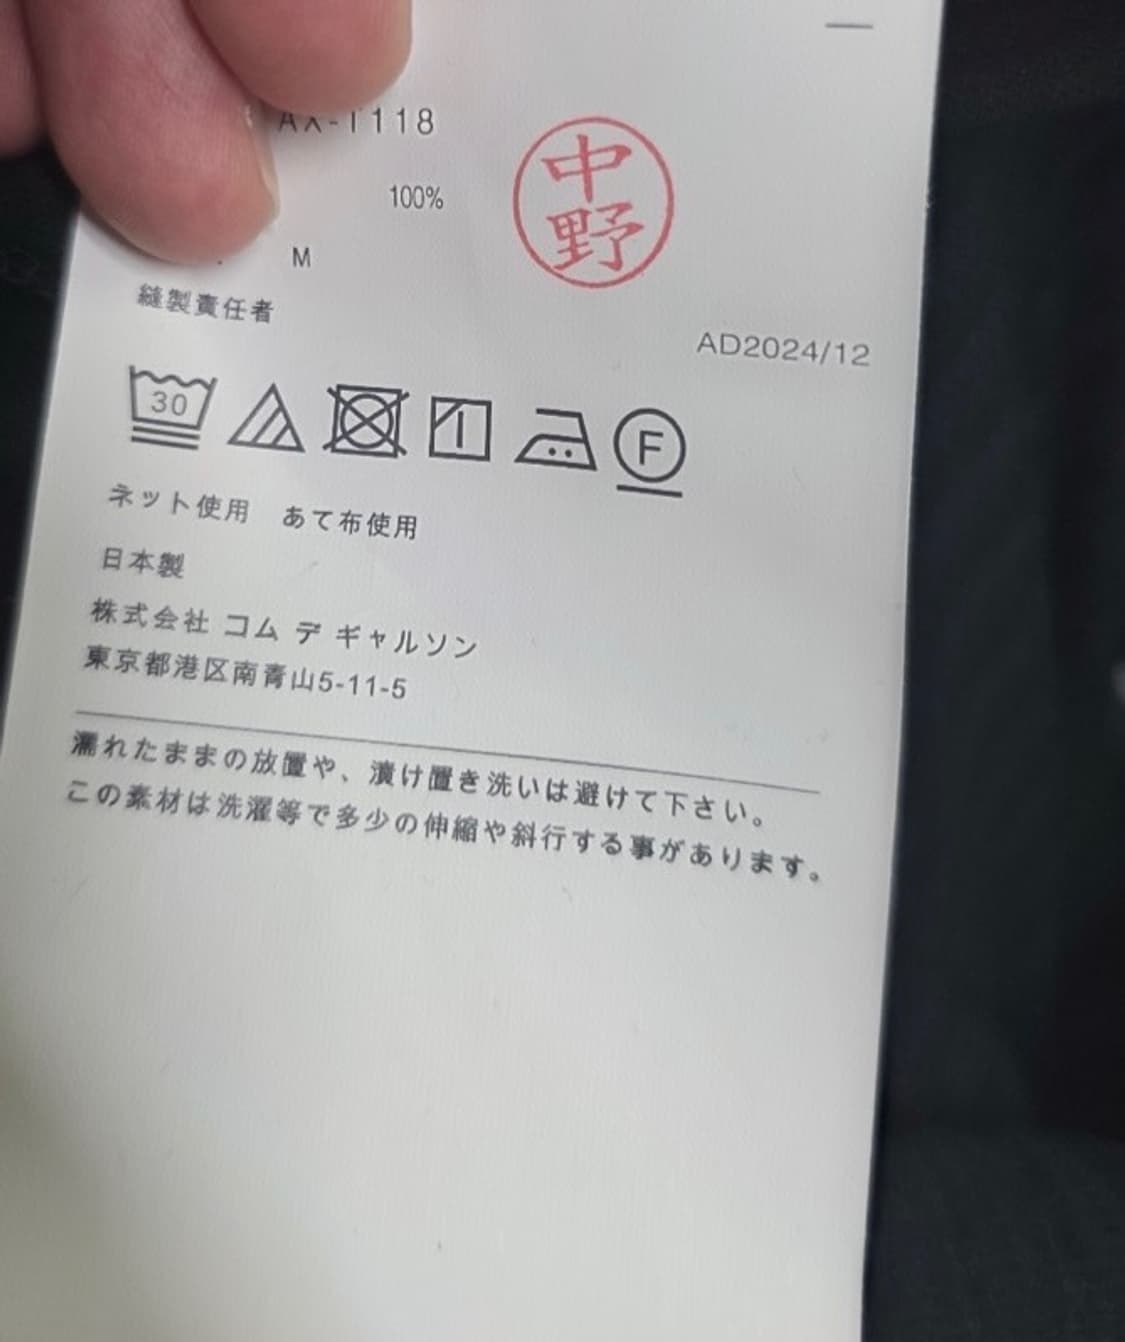 AX-T118
100%
M
中野
縫製責任者
AD2024/12
30
F
ネット使用 あて布使用
日本製
株式会社 コム デ ギャルソン
東京都港区南青山5-11-5
濡れたままの放置や、漬け置き洗いは避けて下さい。
この素材は洗濯等で多少の伸縮や斜行する事があります。